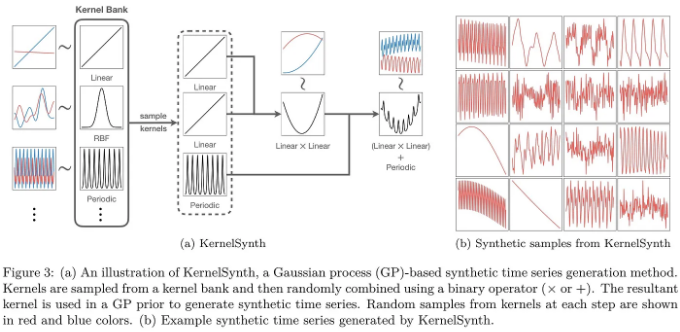 Kernel Bank
Linear
RBF
Periodic
sample
kernels
Linear
Linear
Periodic
Linear × Linear
(Linear × Linear)
+
Periodic
(a) KernelSynth
(b) Synthetic samples from KernelSynth
Figure 3: (a) An illustration of KernelSynth, a Gaussian process (GP)-based synthetic time series generation method.
Kernels are sampled from a kernel bank and then randomly combined using a binary operator (× or +). The resultant
kernel is used in a GP prior to generate synthetic time series. Random samples from kernels at each step are shown
in red and blue colors. (b) Example synthetic time series generated by KernelSynth.